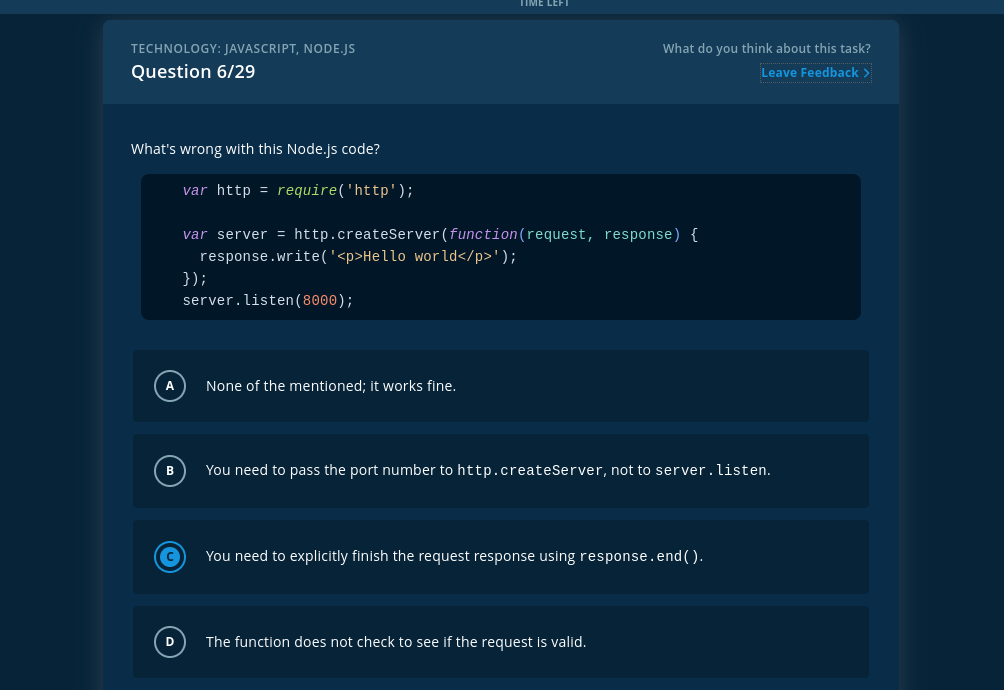 TIME LEFT
TECHNOLOGY: JAVASCRIPT, NODE.JS
What do you think about this task?
Question 6/29
Leave Feedback >
What's wrong with this Node.js code?
var http = require('http');
var server = http.createServer(function(request, response) {
response.write('<p>Hello world</p>');
});
server.listen(8000);
A None of the mentioned; it works fine.
B You need to pass the port number to http.createServer, not to server.listen.
C You need to explicitly finish the request response using response.end().
D The function does not check to see if the request is valid.